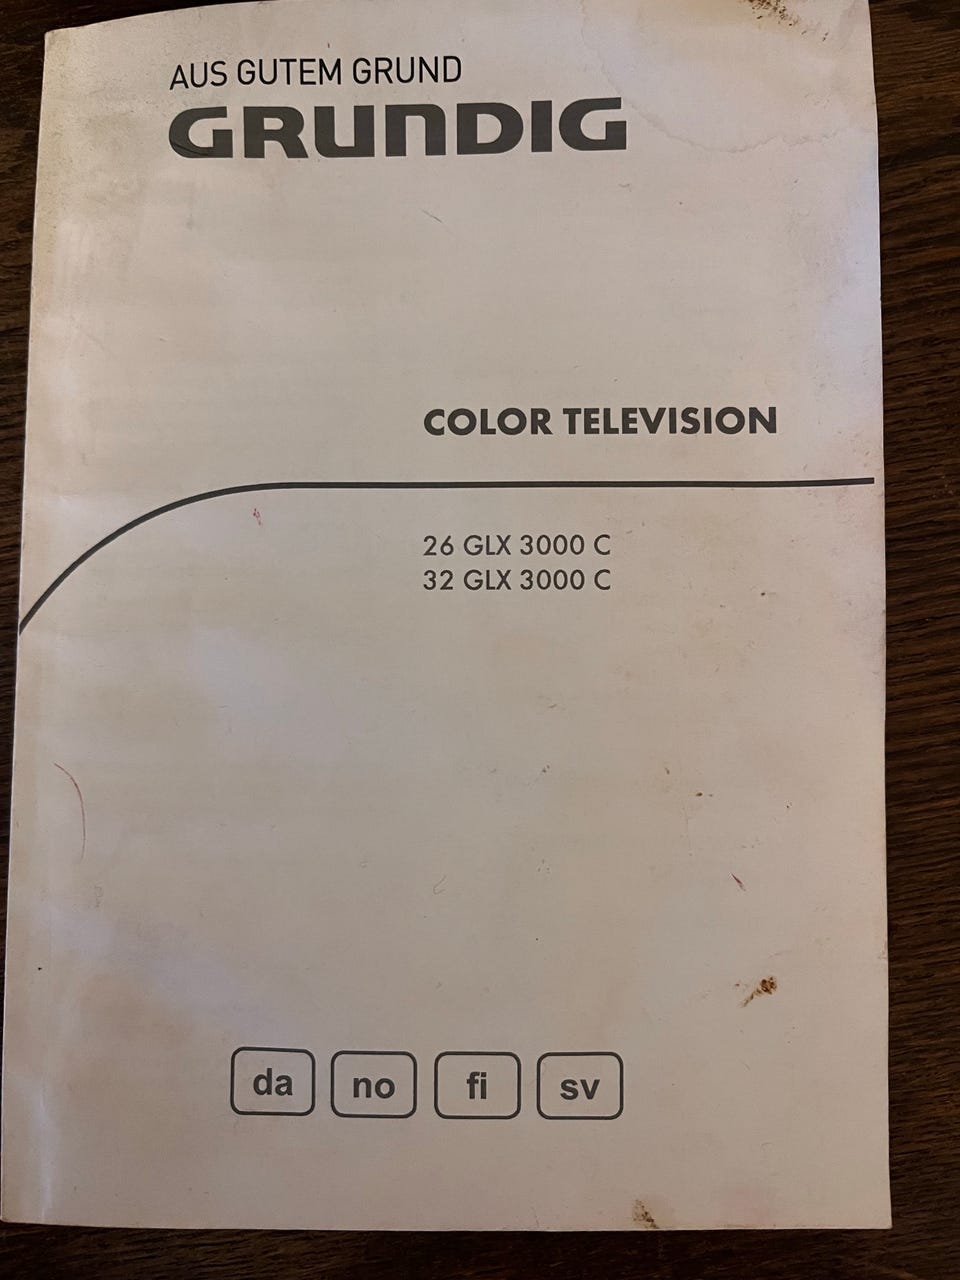 AUS GUTEM GRUND
GRUNDIG
COLOR TELEVISION
26 GLX 3000 C
32 GLX 3000 C
da no fi sv